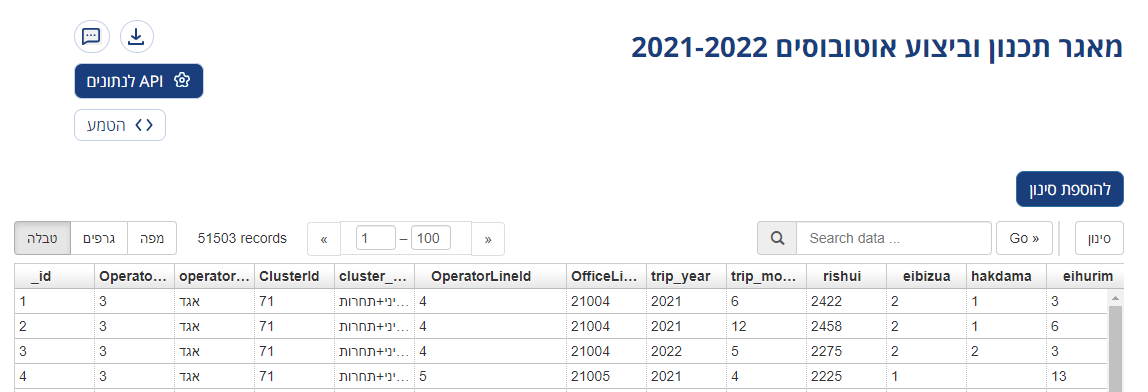 מאגר תכנון וביצוע אוטובוסים 2021-2022
API לנתונים
הטמע
להוספת סינון
טבלה גרפים מפה 51503 records « 1 – 100 » Search data ... Go » סינון
_id Operato... operator... ClusterId cluster_... OperatorLineId OfficeLi... trip_year trip_mo... rishui eibizua hakdama eihurim
1 3 אגד 71 יני+תחרות... 4 21004 2021 6 2422 2 1 3
2 3 אגד 71 יני+תחרות... 4 21004 2021 12 2458 2 1 6
3 3 אגד 71 יני+תחרות... 4 21004 2022 5 2275 2 2 3
4 3 אגד 71 יני+תחרות... 5 21005 2021 4 2225 1 13